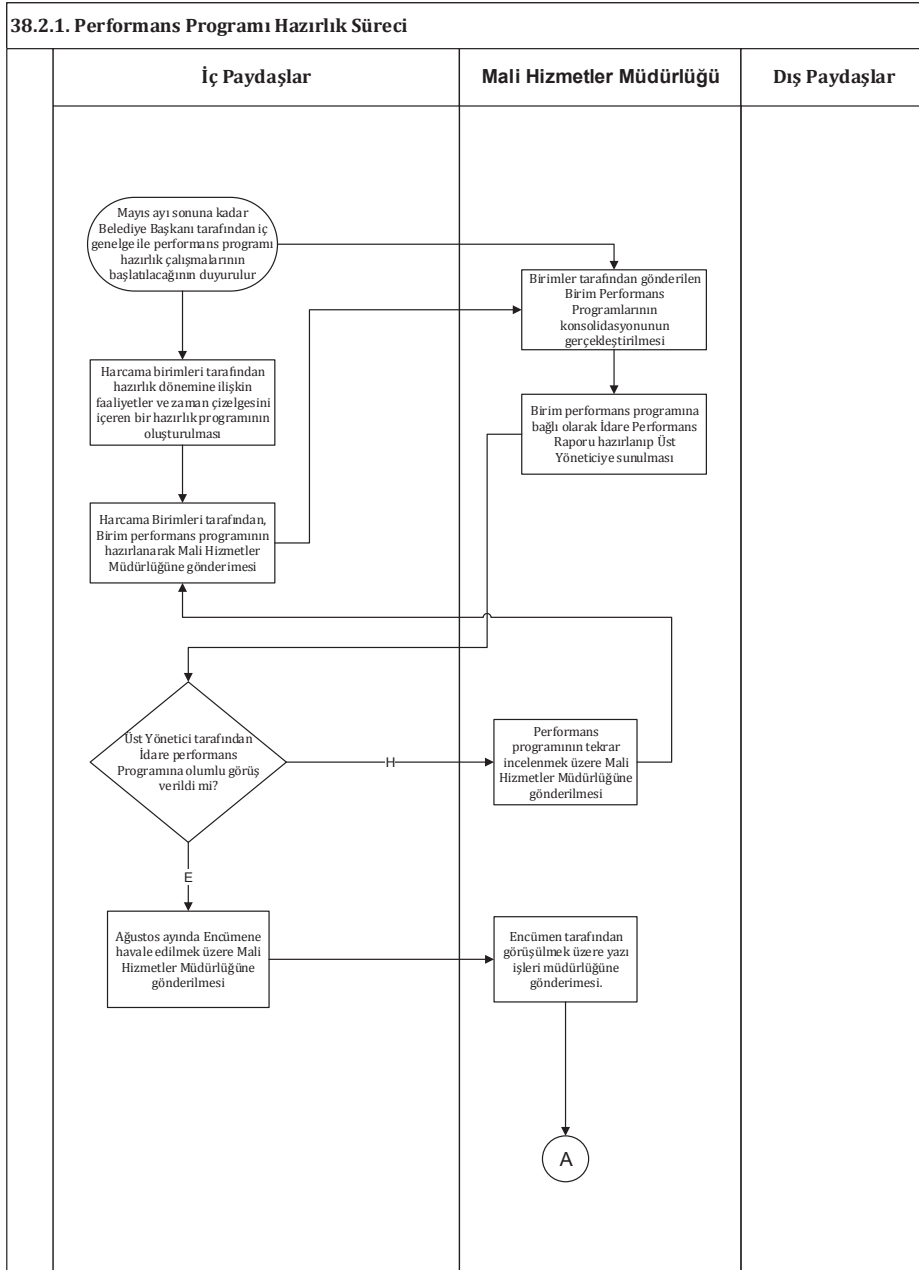 38.2.1. Performans Programı Hazırlık Süreci
İç Paydaşlar
Mali Hizmetler Müdürlüğü
Dış Paydaşlar
Mayıs ayı sonuna kadar
Belediye Başkanı tarafından iç
genelge ile performans programı
hazırlık çalışmalarının
başlatılacağının duyurulur
Birimler tarafından gönderilen
Birim Performans
Programlarının
konsolidasyonunun
gerçekleştirilmesi
Harcama birimleri tarafından
hazırlık dönemine ilişkin
faaliyetler ve zaman çizelgesini
içeren bir hazırlık programının
oluşturulması
Birim performans programına
bağlı olarak İdare Performans
Raporu hazırlanıp Üst
Yöneticiye sunulması
Harcama Birimleri tarafından,
Birim performans programının
hazırlanarak Mali Hizmetler
Müdürlüğüne gönderimesi
Üst Yönetici tarafından
İdare performans
Programına olumlu görüş
verildi mi?
H
Performans
programının tekrar
incelenmek üzere Mali
Hizmetler Müdürlüğüne
gönderilmesi
E
Ağustos ayında Encümene
havale edilmek üzere Mali
Hizmetler Müdürlüğüne
gönderilmesi
Encümen tarafından
görüşülmek üzere yazı
işleri müdürlüğüne
gönderimesi.
A